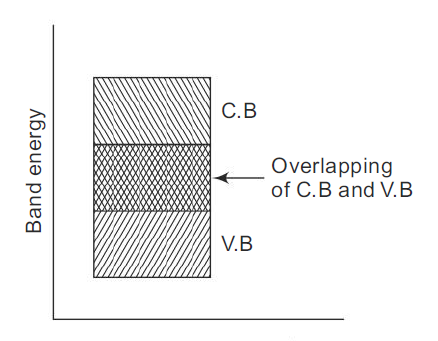 C.B
Overlapping
of C.B and V.B
V.B
Band energy